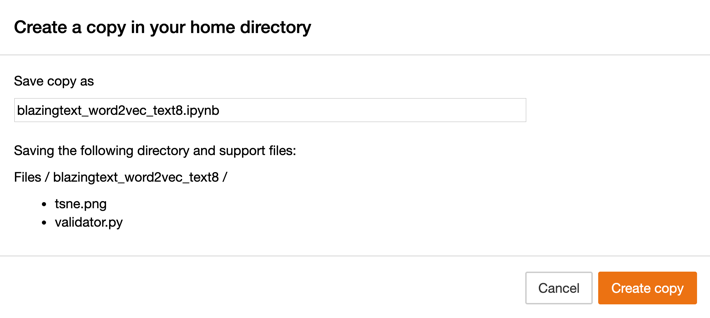 Create a copy in your home directory
Save copy as
blazingtext_word2vec_text8.ipynb
Saving the following directory and support files:
Files / blazingtext_word2vec_text8 /
• tsne.png
• validator.py
Cancel
Create copy